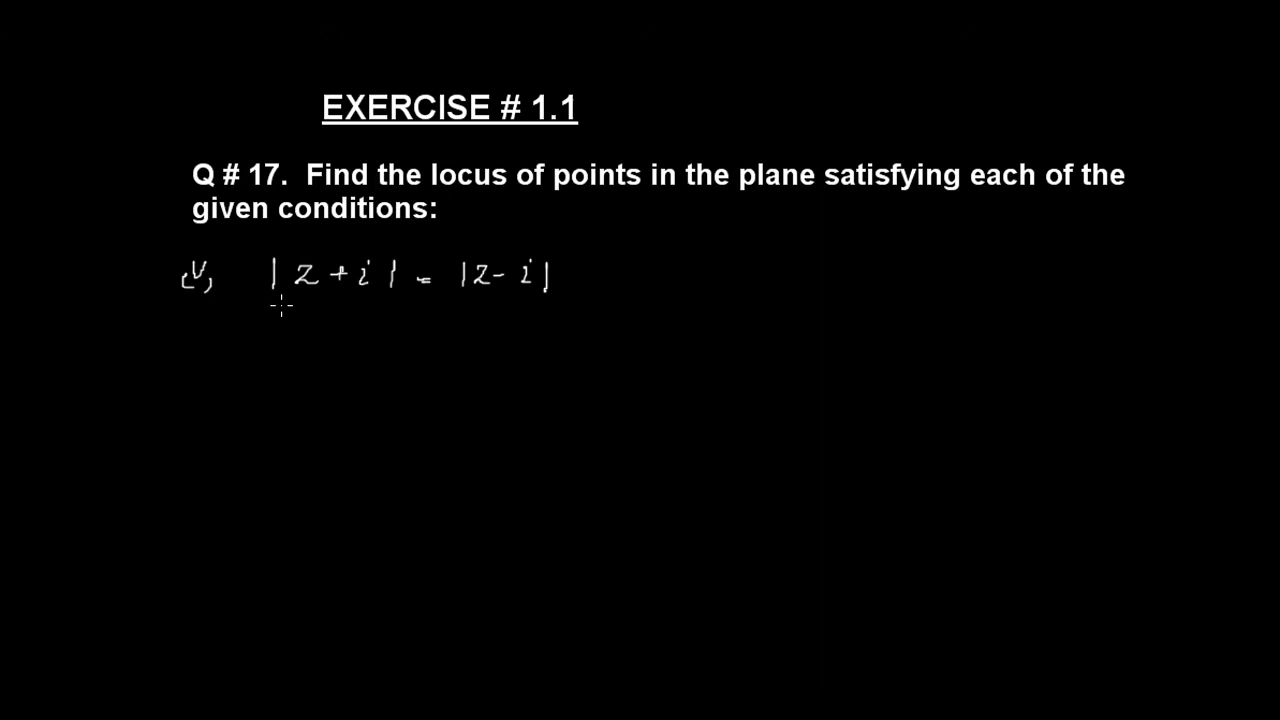 EXERCISE # 1.1
Q # 17. Find the locus of points in the plane satisfying each of the
given conditions:
(v) |z + i| = |z - i|